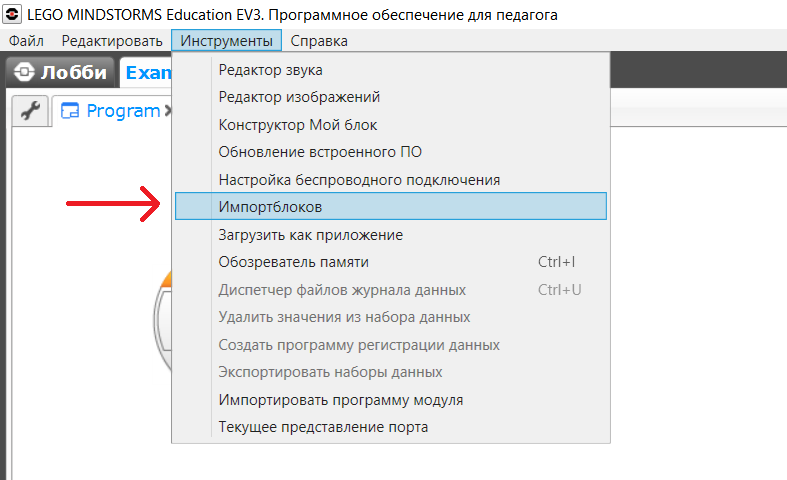 LEGO MINDSTORMS Education EV3. Программное обеспечение для педагога
Файл Редактировать Инструменты Справка
Лобби Exam
Program
Редактор звука
Редактор изображений
Конструктор Мой блок
Обновление встроенного ПО
Настройка беспроводного подключения
Импортблоков
Загрузить как приложение
Обозреватель памяти Ctrl+I
Диспетчер файлов журнала данных Ctrl+U
Удалить значения из набора данных
Создать программу регистрации данных
Экспортировать наборы данных
Импортировать программу модуля
Текущее представление порта